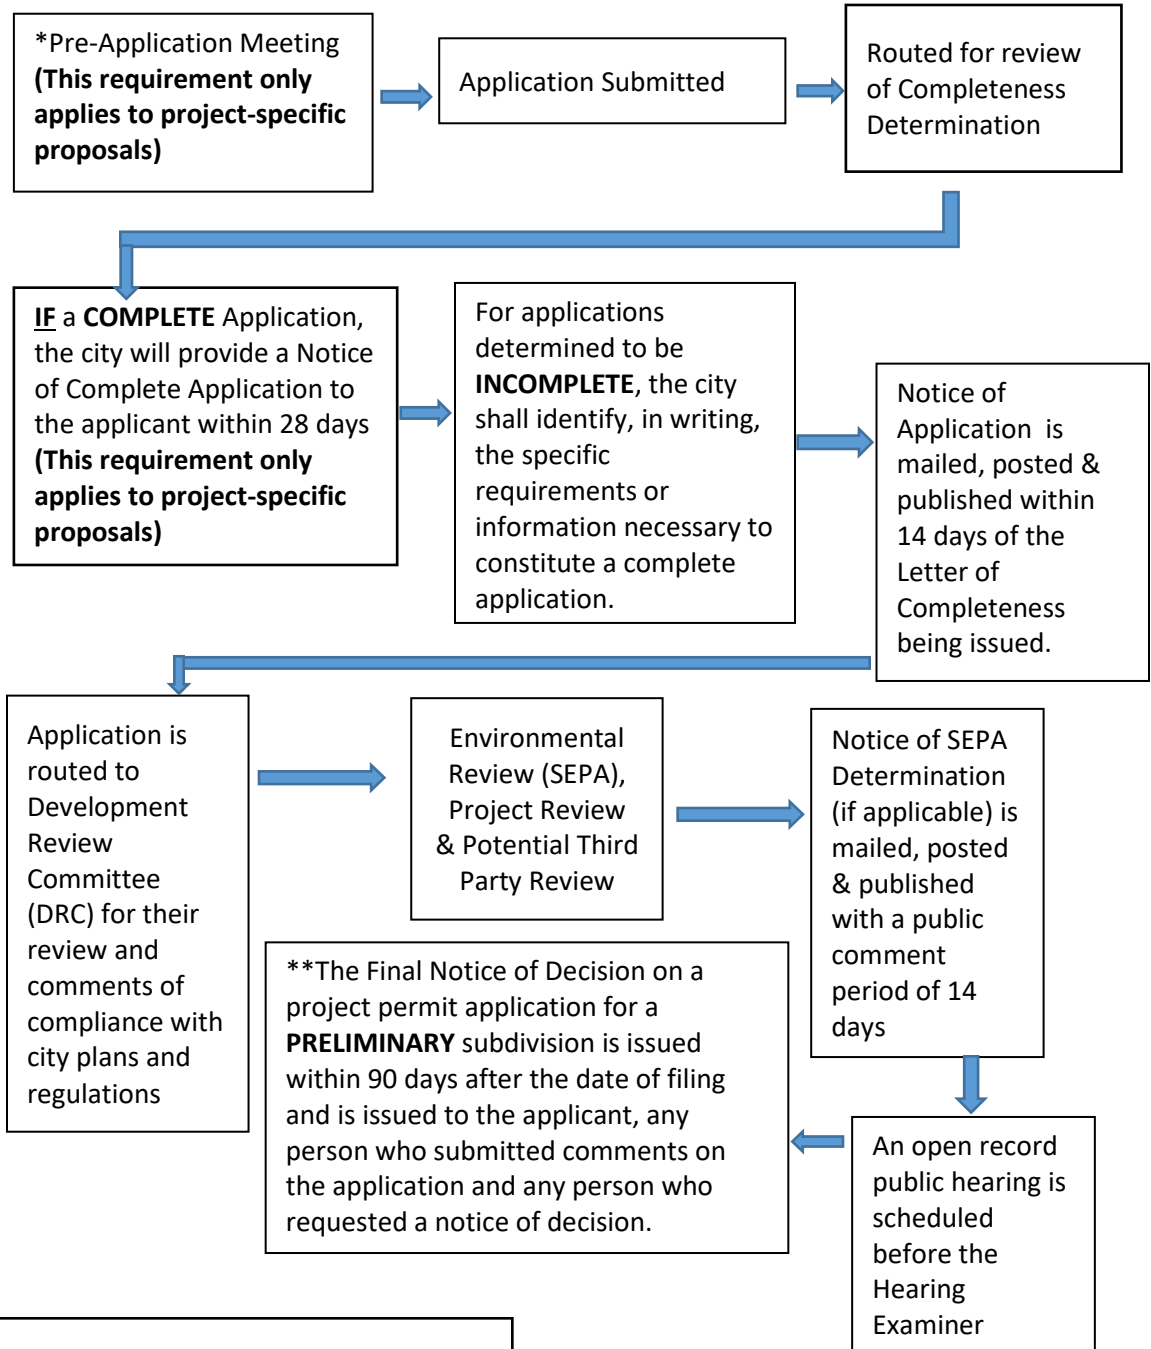 *Pre-Application Meeting
(This requirement only
applies to project-specific
proposals)
Application Submitted
Routed for review
of Completeness
Determination
IF a COMPLETE Application,
the city will provide a Notice
of Complete Application to
the applicant within 28 days
(This requirement only
applies to project-specific
proposals)
For applications
determined to be
INCOMPLETE, the city
shall identify, in writing,
the specific
requirements or
information necessary to
constitute a complete
application.
Notice of
Application is
mailed, posted &
published within
14 days of the
Letter of
Completeness
being issued.
Application is
routed to
Development
Review
Committee
(DRC) for their
review and
comments of
compliance with
city plans and
regulations
Environmental
Review (SEPA),
Project Review
& Potential Third
Party Review
Notice of SEPA
Determination
(if applicable) is
mailed, posted
& published
with a public
comment
period of 14
days
An open record
public hearing is
scheduled
before the
Hearing
Examiner
**The Final Notice of Decision on a
project permit application for a
PRELIMINARY subdivision is issued
within 90 days after the date of filing
and is issued to the applicant, any
person who submitted comments on
the application and any person who
requested a notice of decision.